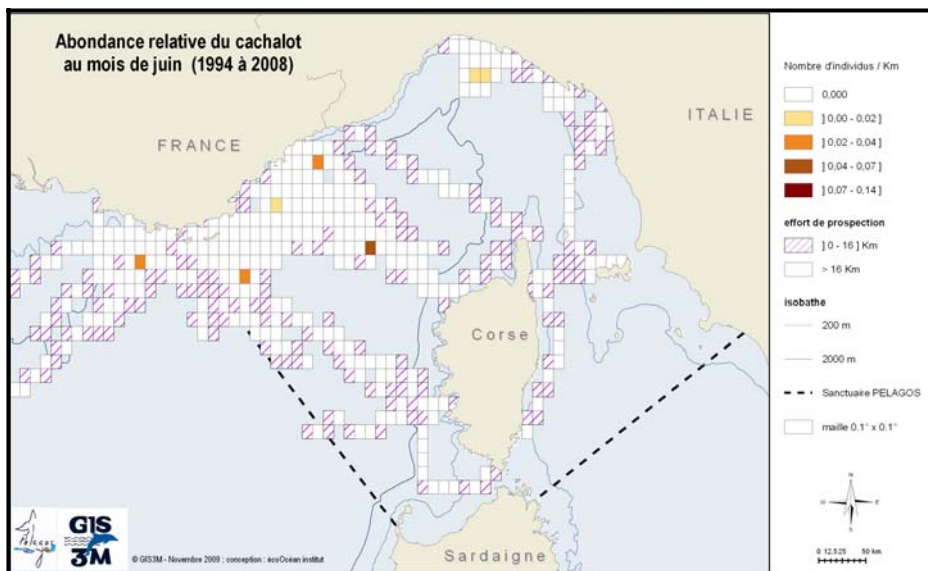 Abondance relative du cachalot
au mois de juin (1994 à 2008)
FRANCE
ITALIE
Corse
Sardaigne
Pelagos
GIS
3M
© GIS3M - Novembre 2009 ; conception : écoOcéan institut
Nombre d'individus / Km
0,000
] 0,00 - 0,02 ]
] 0,02 - 0,04 ]
] 0,04 - 0,07 ]
] 0,07 - 0,14 ]
effort de prospection
] 0 - 16 ] Km
> 16 Km
isobathe
200 m
2000 m
Sanctuaire PELAGOS
maille 0.1° x 0.1°
N
W E
S
0 12,5 25 50 km